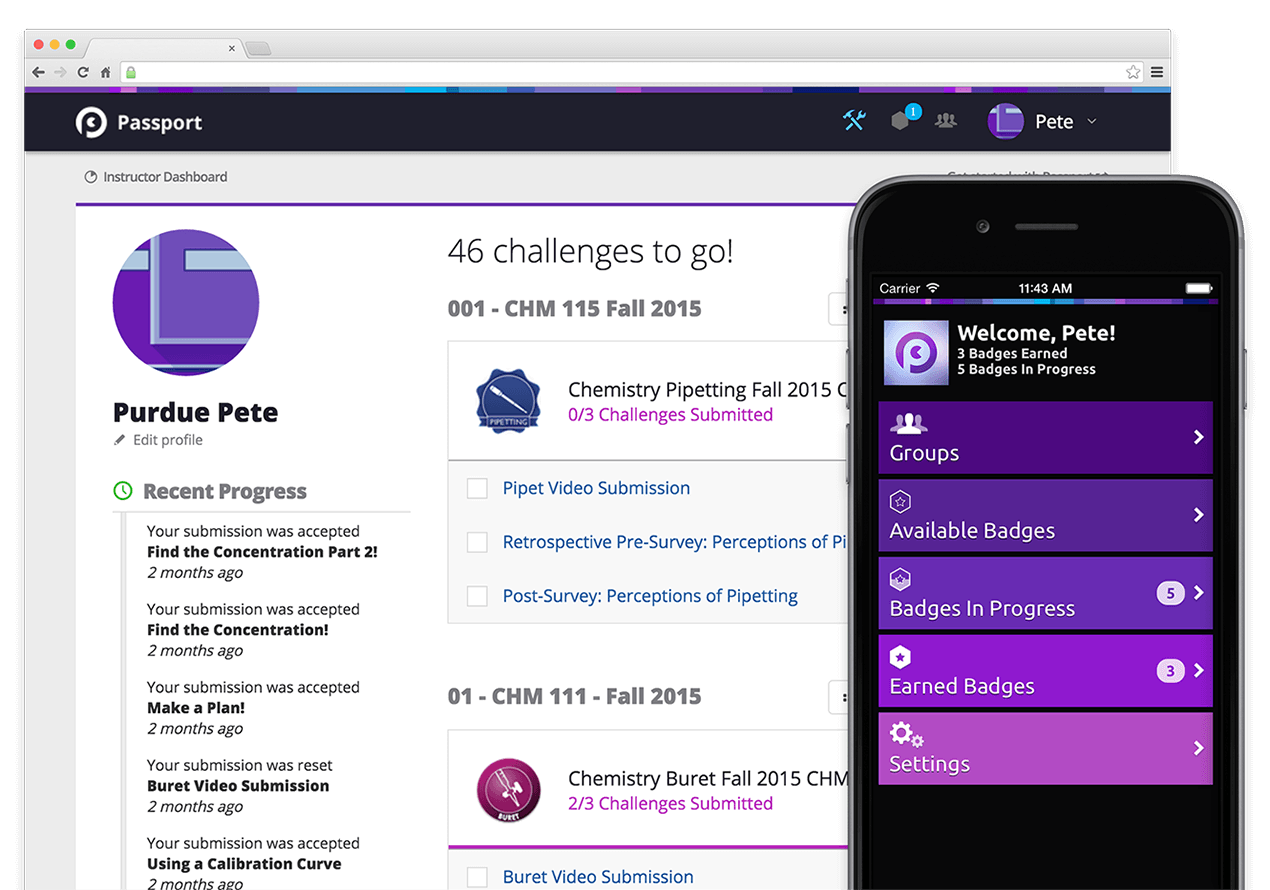 Passport
1
Pete
Instructor Dashboard
Purdue Pete
Edit profile
Recent Progress
Your submission was accepted
Find the Concentration Part 2!
2 months ago
Your submission was accepted
Find the Concentration!
2 months ago
Your submission was accepted
Make a Plan!
2 months ago
Your submission was reset
Buret Video Submission
2 months ago
Your submission was accepted
Using a Calibration Curve
2 months ago
46 challenges to go!
001 - CHM 115 Fall 2015
PIPETTING
Chemistry Pipetting Fall 2015 C
0/3 Challenges Submitted
Pipet Video Submission
Retrospective Pre-Survey: Perceptions of Pi
Post-Survey: Perceptions of Pipetting
01 - CHM 111 - Fall 2015
BURET
Chemistry Buret Fall 2015 CHM
2/3 Challenges Submitted
Buret Video Submission
Carrier 11:43 AM
Welcome, Pete!
3 Badges Earned
5 Badges In Progress
Groups
Available Badges
Badges In Progress 5
Earned Badges 3
Settings